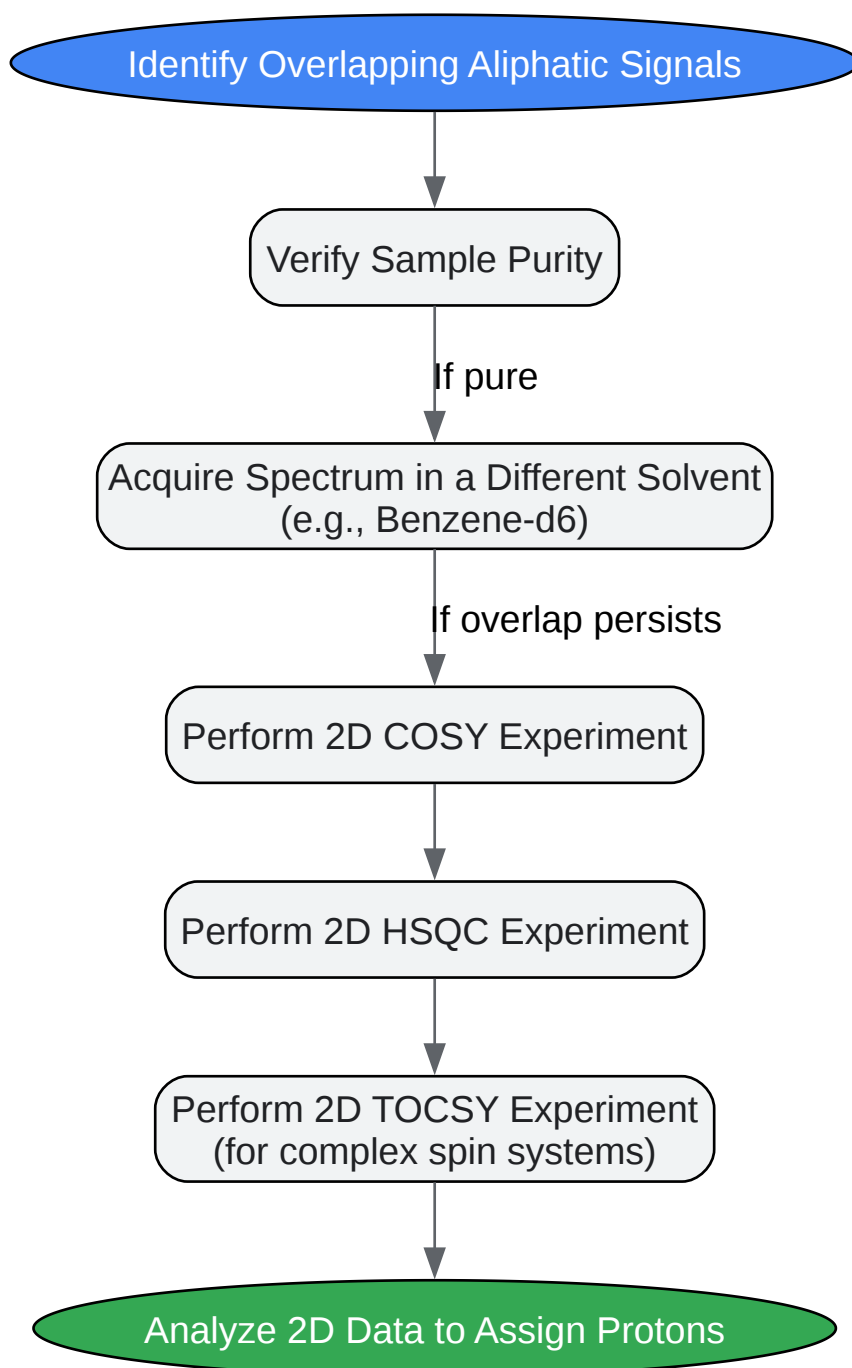 Identify Overlapping Aliphatic Signals
Verify Sample Purity
If pure
Acquire Spectrum in a Different Solvent
(e.g., Benzene-d6)
If overlap persists
Perform 2D COSY Experiment
Perform 2D HSQC Experiment
Perform 2D TOCSY Experiment
(for complex spin systems)
Analyze 2D Data to Assign Protons